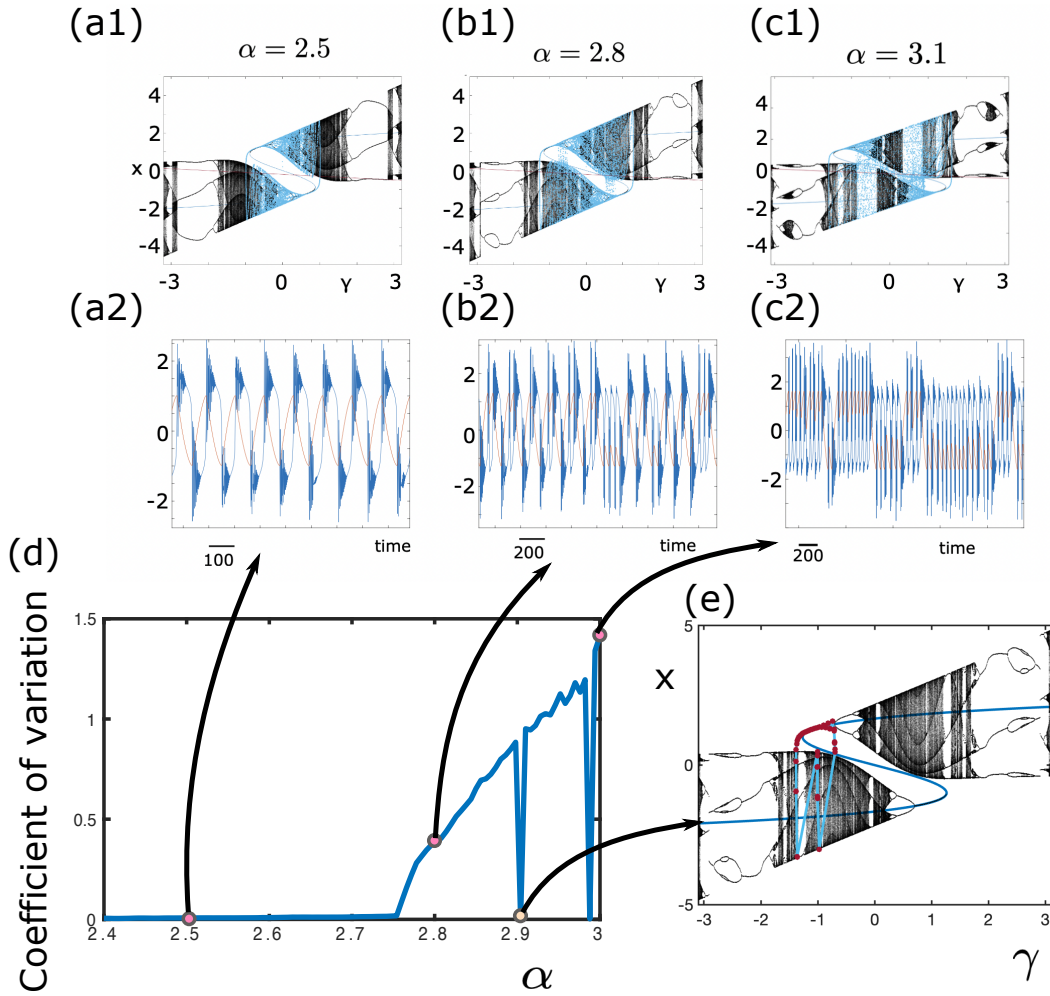 (a1) (b1) (c1)
α = 2.5 α = 2.8 α = 3.1
4 4 4
2 2 2
x 0 0 0
-2 -2 -2
-4 -4 -4
-3 0 γ 3 -3 0 γ 3 -3 0 γ 3
(a2) (b2) (c2)
2 2 2
0 0 0
-2 -2 -2
100 time 200 time 200 time
(d) (e)
Coefficient of variation
1.5
1
0.5
0
2.4 2.5 2.6 2.7 2.8 2.9 3
α
x
5
0
-5
-3 -2 -1 0 1 2 3
γ